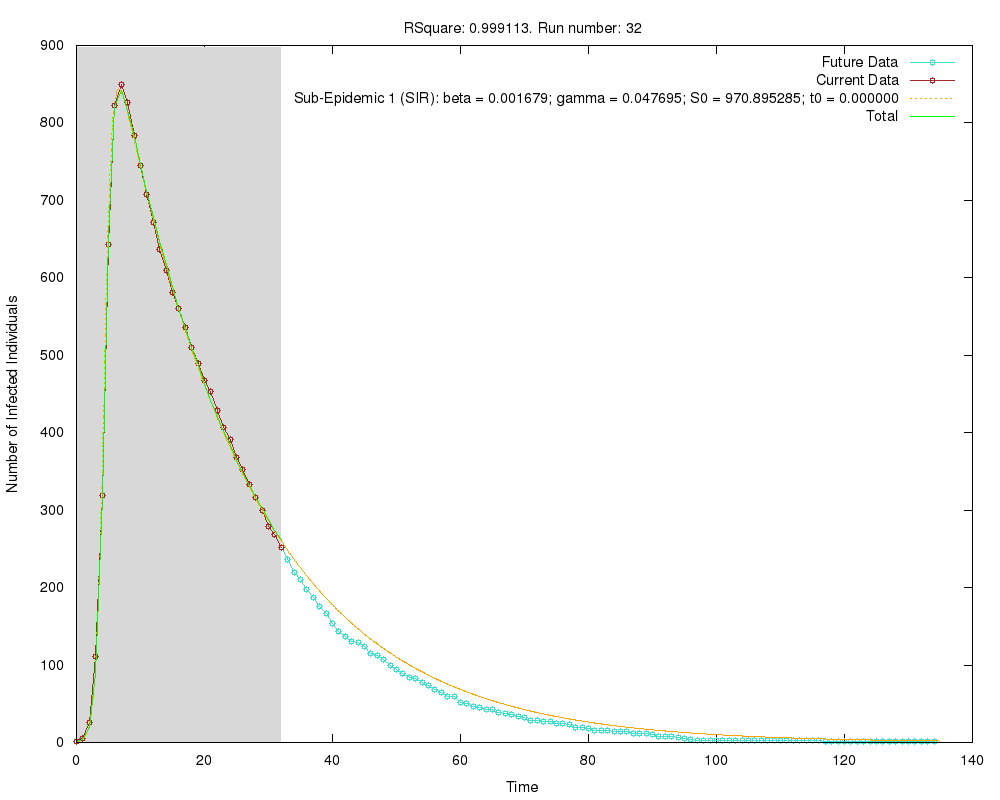 RSquare: 0.999113. Run number: 32
Future Data
Current Data
Sub-Epidemic 1 (SIR): beta = 0.001679; gamma = 0.047695; S0 = 970.895285; t0 = 0.000000
Total
Number of Infected Individuals
900
800
700
600
500
400
300
200
100
0
0 20 40 60 80 100 120 140
Time